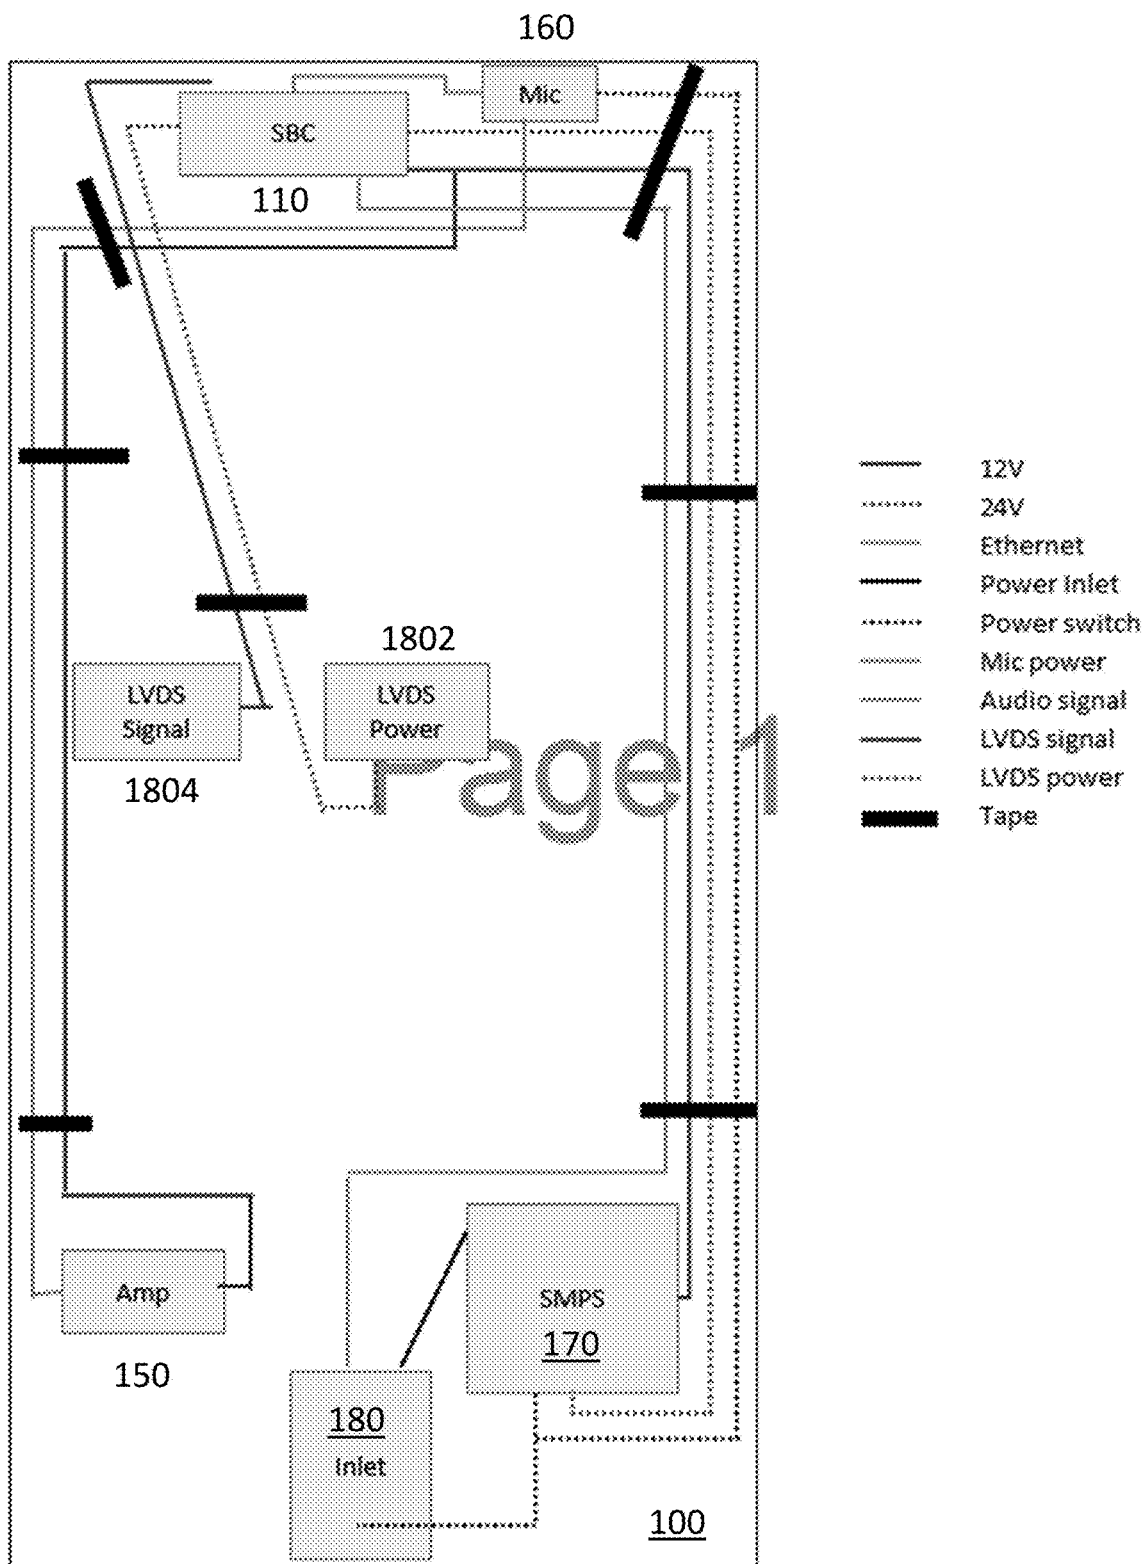 160
Mic
SBC
110
12V
24V
Ethernet
Power Inlet
Power switch
Mic power
Audio signal
LVDS signal
LVDS power
Tape
1802
LVDS
Signal
LVDS
Power
1804
Page 1
Amp
150
SMPS
170
180
Inlet
100